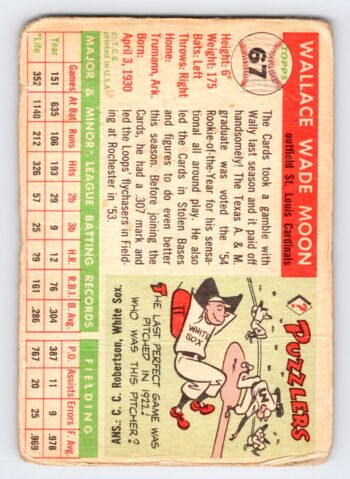 TOPPS
67
WALLACE WADE MOON
outfield St. Louis Cardinals
Height: 6'
Weight: 175
Bats: Left
Throws: Right
Home:
Trumann, Ark.
Born:
April 3, 1930
©T.C.G.
PRINTED IN U.S.A.
The Cards took a gamble with
Wally last season and it paid off
handsomely! The Texas A. & M.
graduate was voted the '54
Rookie-of-the-Year for his sensa-
tional all around play. He also
led the Cards in Stolen Bases
and figures to do even better
this season. Before joining the
Cards, he had a .307 mark and
led the Loops' flychasers in Field-
ing at Rochester in '53.
?
PUZZLERS
WHITE
SOX
THE LAST PERFECT GAME WAS
PITCHED IN 1922!
WHO WAS THIS PITCHER?
ANS.: C. C. Robertson, White Sox
MAJOR & MINOR LEAGUE BATTING RECORDS FIELDING
Games At Bat Runs Hits 2b 3b H.R. R.B.I. B. Avg. P.O. Assists Errors F. Avg.
Year 151 635 106 193 29 9 12 76 .304 387 11 9 .978
*Life 352 1140 212 326 57 31 29 161 .286 767 20 25 .969